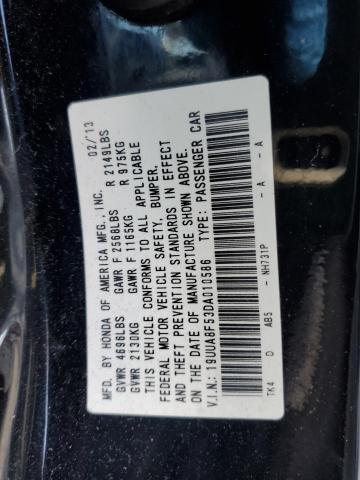 MFD. BY HONDA OF AMERICA MFG.,INC. 02/'13
GVWR 4696LBS GAWR F 2568LBS R 2149LBS
GVWR 2130KG GAWR F 1165KG R 975KG
THIS VEHICLE CONFORMS TO ALL APPLICABLE
FEDERAL MOTOR VEHICLE SAFETY, BUMPER,
AND THEFT PREVENTION STANDARDS IN EFFECT
ON THE DATE OF MANUFACTURE SHOWN ABOVE.
V.I.N.: 19UUA8F53DA010586 TYPE: PASSENGER CAR
TK4 D AB5 - NH731P - A - A